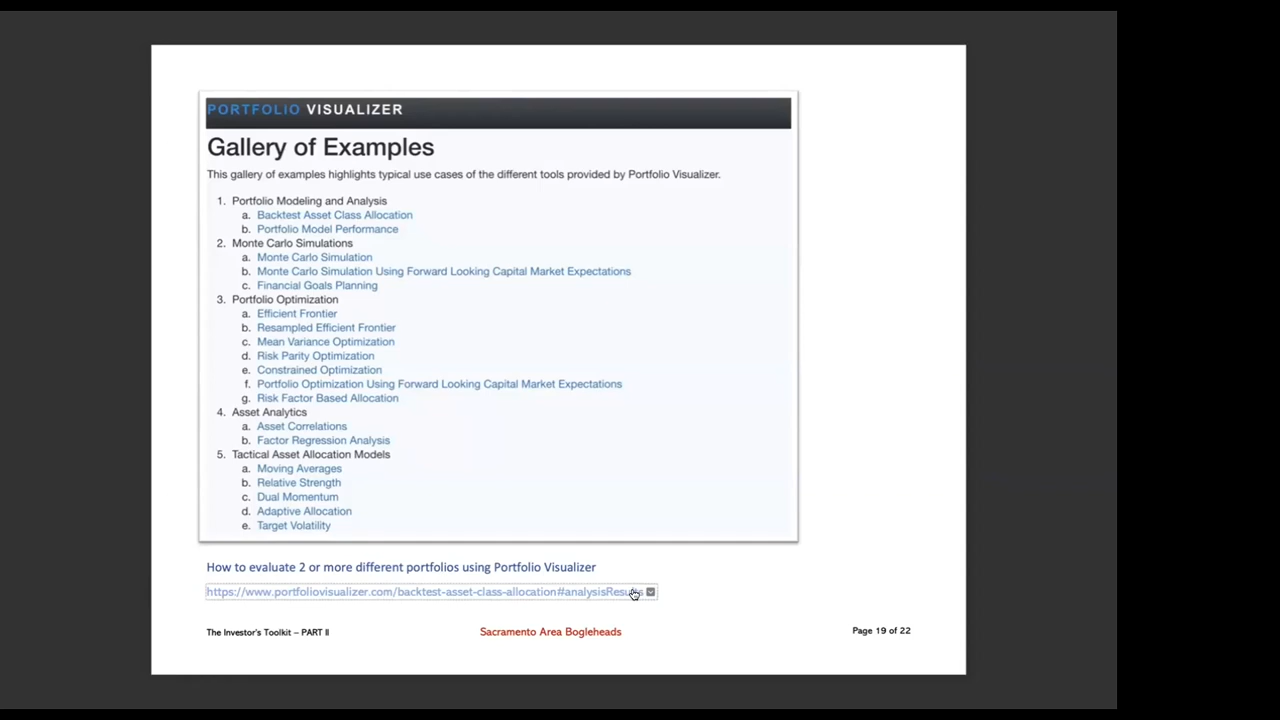 PORTFOLIO VISUALIZER
Gallery of Examples
This gallery of examples highlights typical use cases of the different tools provided by Portfolio Visualizer.
1. Portfolio Modeling and Analysis
a. Backtest Asset Class Allocation
b. Portfolio Model Performance
2. Monte Carlo Simulations
a. Monte Carlo Simulation
b. Monte Carlo Simulation Using Forward Looking Capital Market Expectations
c. Financial Goals Planning
3. Portfolio Optimization
a. Efficient Frontier
b. Resampled Efficient Frontier
c. Mean Variance Optimization
d. Risk Parity Optimization
e. Constrained Optimization
f. Portfolio Optimization Using Forward Looking Capital Market Expectations
g. Risk Factor Based Allocation
4. Asset Analytics
a. Asset Correlations
b. Factor Regression Analysis
5. Tactical Asset Allocation Models
a. Moving Averages
b. Relative Strength
c. Dual Momentum
d. Adaptive Allocation
e. Target Volatility
How to evaluate 2 or more different portfolios using Portfolio Visualizer
https://www.portfoliovisualizer.com/backtest-asset-class-allocation#analysisResults
The Investor's Toolkit – PART II
Sacramento Area Bogleheads
Page 19 of 22